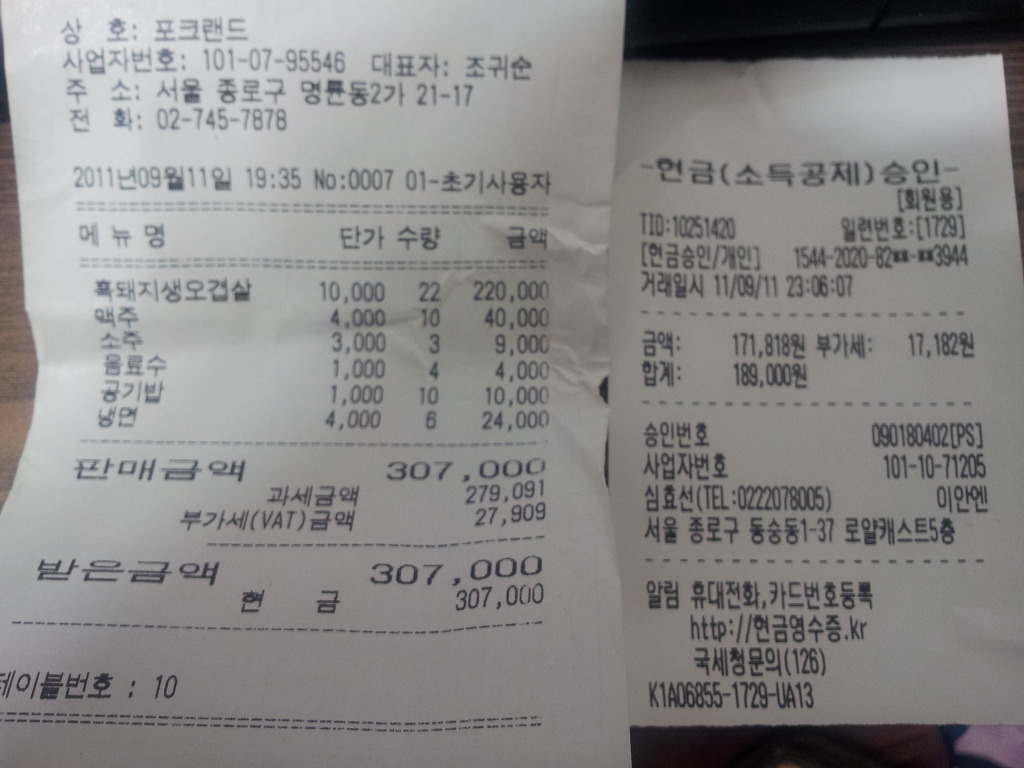 상 호: 포크랜드
사업자번호: 101-07-95546 대표자: 조귀순
주 소: 서울 종로구 명륜동2가 21-17
전 화: 02-745-7878
2011년09월11일 19:35 No:0007 01-초기사용자
메 뉴 명 단가 수량 금액
흑돼지생오겹살 10,000 22 220,000
맥주 4,000 10 40,000
소주 3,000 3 9,000
음료수 1,000 4 4,000
공기밥 1,000 10 10,000
냉면 4,000 6 24,000
판매금액 307,000
과세금액 279,091
부가세(VAT)금액 27,909
받은금액 307,000
현 금 307,000
테이블번호 : 10
-현금(소득공제)승인-
[회원용]
TID:10251420 일련번호:[1729]
[현금승인/개인] 1544-2020-82**-**3944
거래일시 11/09/11 23:06:07
금액: 171,818원 부가세: 17,182원
합계: 189,000원
승인번호 090180402[PS]
사업자번호 101-10-71205
심효선(TEL:0222078005) 이안엔
서울 종로구 동숭동1-37 로얄캐스트5층
알림 휴대전화,카드번호등록
http://현금영수증.kr
국세청문의(126)
K1A06855-1729-UA13